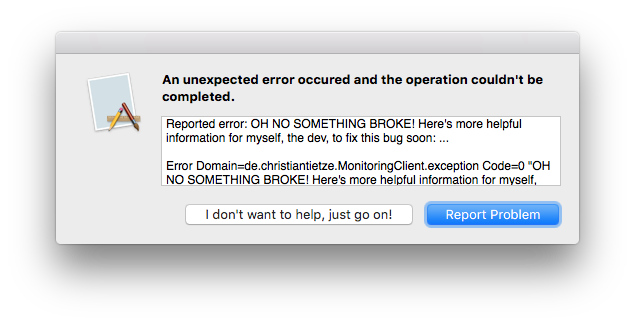 An unexpected error occured and the operation couldn't be
completed.
Reported error: OH NO SOMETHING BROKE! Here's more helpful
information for myself, the dev, to fix this bug soon: ...
Error Domain=de.christiantietze.MonitoringClient.exception Code=0 "OH
NO SOMETHING BROKE! Here's more helpful information for myself,
I don't want to help, just go on!
Report Problem